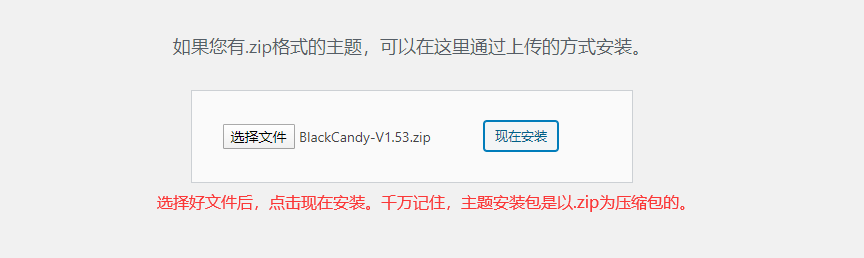 如果您有.zip格式的主题，可以在这里通过上传的方式安装。
选择文件 BlackCandy-V1.53.zip 现在安装
选择好文件后，点击现在安装。千万记住，主题安装包是以.zip为压缩包的。